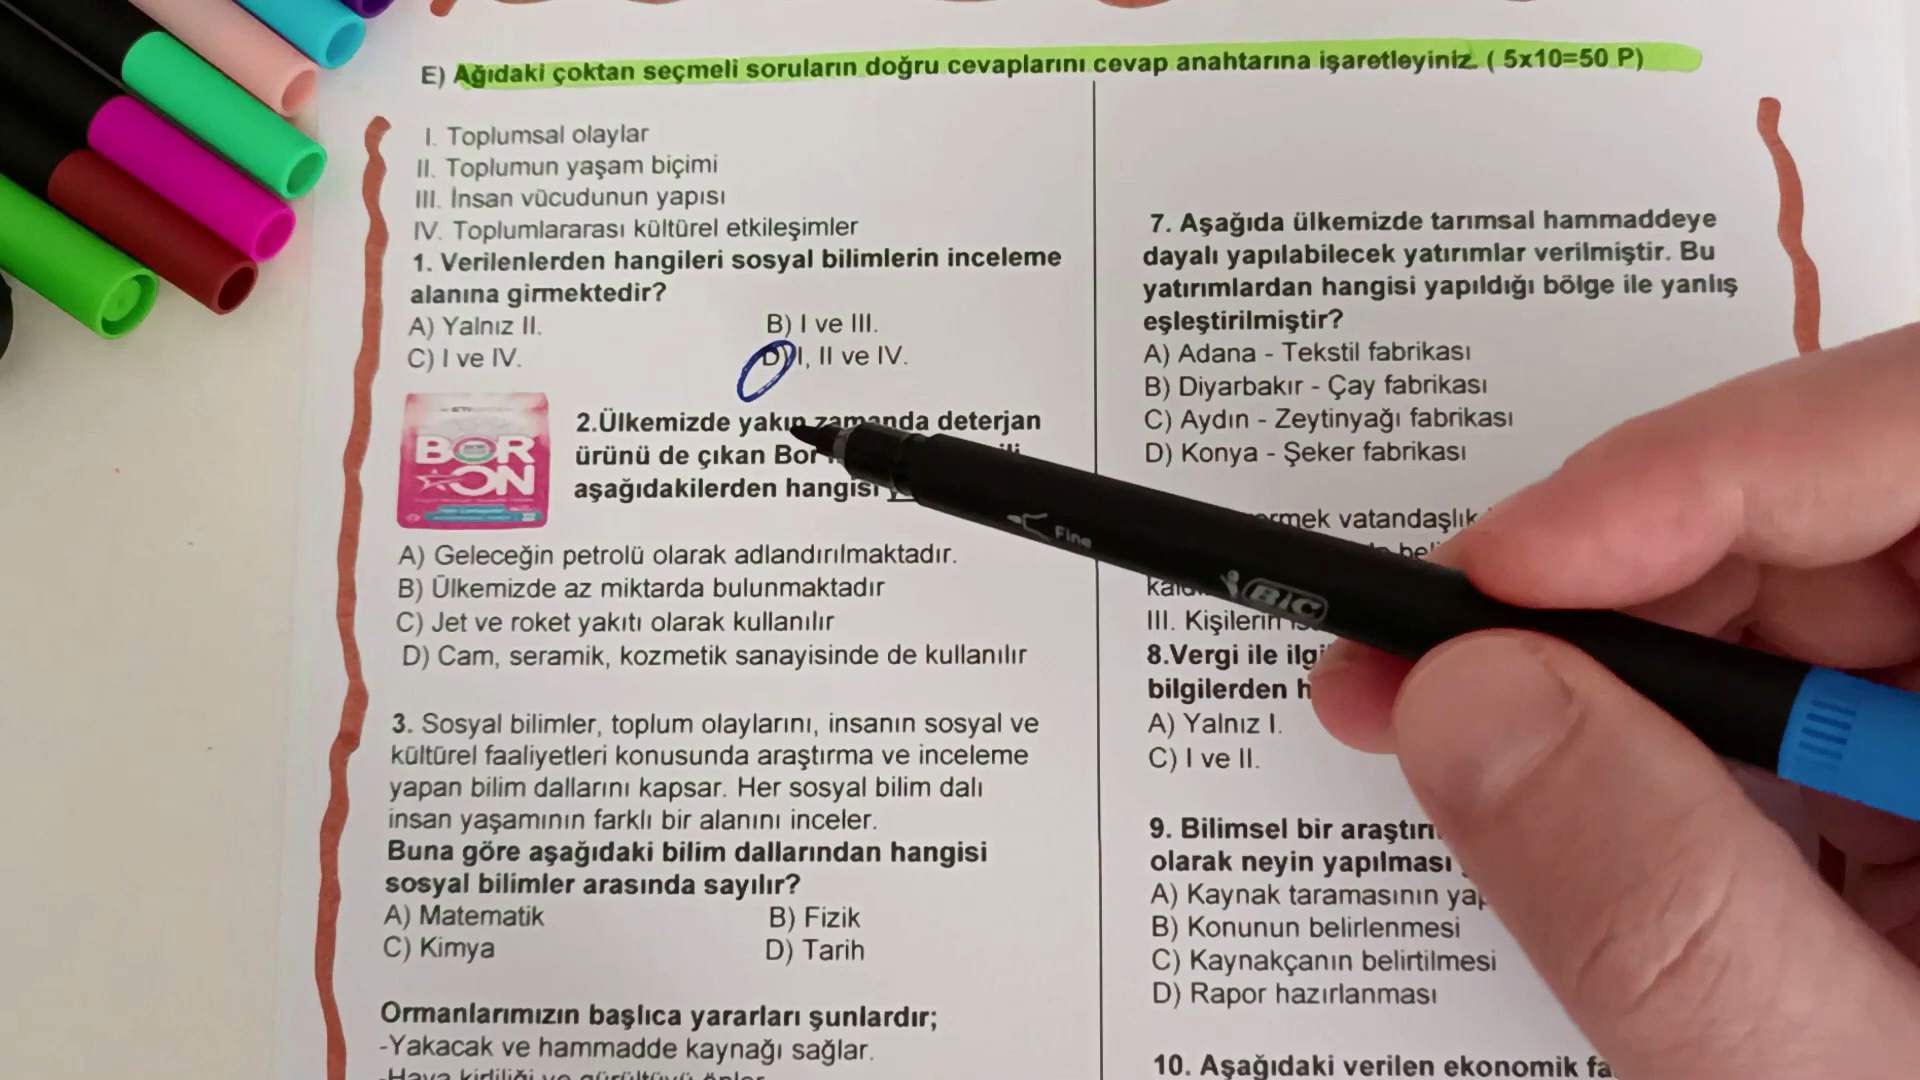 E) Ağıdaki çoktan seçmeli soruların doğru cevaplarını cevap anahtarına işaretleyiniz. ( 5x10=50 P)
I. Toplumsal olaylar
II. Toplumun yaşam biçimi
III. İnsan vücudunun yapısı
IV. Toplumlararası kültürel etkileşimler
1. Verilenlerden hangileri sosyal bilimlerin inceleme
alanına girmektedir?
A) Yalnız II.
B) I ve III.
C) I ve IV.
D) I, II ve IV.
BOR
ON
2.Ülkemizde yakın zamanda deterjan
ürünü de çıkan Bor
aşağıdakilerden hangisi
A) Geleceğin petrolü olarak adlandırılmaktadır.
B) Ülkemizde az miktarda bulunmaktadır
C) Jet ve roket yakıtı olarak kullanılır
D) Cam, seramik, kozmetik sanayisinde de kullanılır
3. Sosyal bilimler, toplum olaylarını, insanın sosyal ve
kültürel faaliyetleri konusunda araştırma ve inceleme
yapan bilim dallarını kapsar. Her sosyal bilim dalı
insan yaşamının farklı bir alanını inceler.
Buna göre aşağıdaki bilim dallarından hangisi
sosyal bilimler arasında sayılır?
A) Matematik
B) Fizik
C) Kimya
D) Tarih
Ormanlarımızın başlıca yararları şunlardır;
-Yakacak ve hammadde kaynağı sağlar.
-Hava kirliliği ve gürültüyü önler.
7. Aşağıda ülkemizde tarımsal hammaddeye
dayalı yapılabilecek yatırımlar verilmiştir. Bu
yatırımlardan hangisi yapıldığı bölge ile yanlış
eşleştirilmiştir?
A) Adana - Tekstil fabrikası
B) Diyarbakır - Çay fabrikası
C) Aydın - Zeytinyağı fabrikası
D) Konya - Şeker fabrikası
vatandaşlık
III. Kişilerin
8.Vergi ile
bilgilerden
A) Yalnız I.
C) I ve II.
9. Bilimsel bir
olarak neyin yapılması
A) Kaynak taramasının
B) Konunun belirlenmesi
C) Kaynakçanın belirtilmesi
D) Rapor hazırlanması
10. Aşağıdaki verilen ekonomik
Fine
BIC